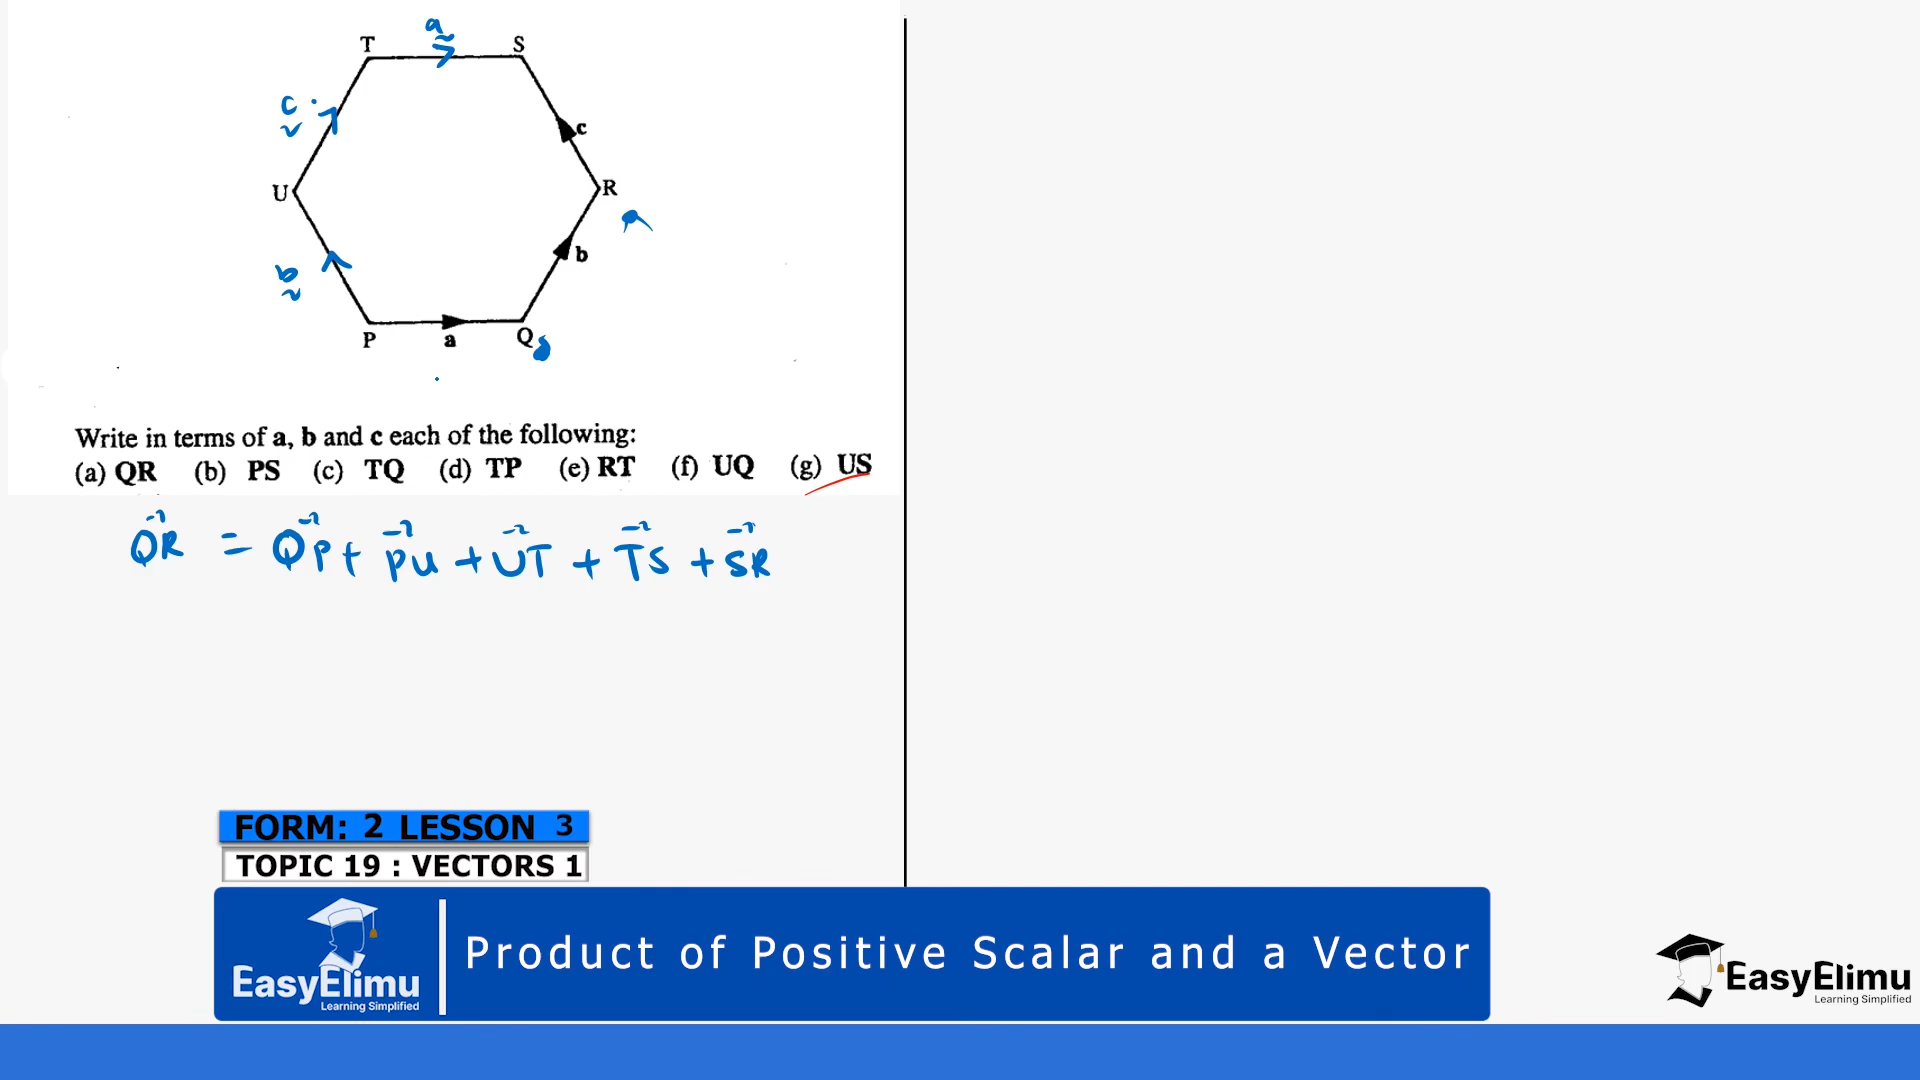 a
T
S
c
c
U
R
b
b
P
a
Q
Write in terms of a, b and c each of the following:
(a) QR (b) PS (c) TQ (d) TP (e) RT (f) UQ (g) US
QR = QP + PU + UT + TS + SR
FORM: 2 LESSON 3
TOPIC 19 : VECTORS 1
EasyElimu
Learning Simplified
Product of Positive Scalar and a Vector
EasyElimu
Learning Simplified